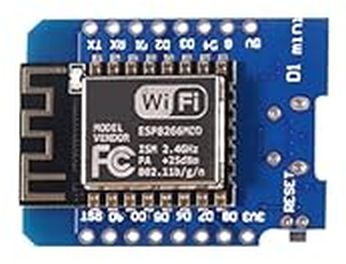 TX RX D1 D2 D3 D4 G 5V
D1 mini
WiFi
MODEL ESP8266MOD
VENDOR
ISM 2.4GHz
PA +25dBm
802.11b/g/n
FC
RESET
RST A0 D0 D5 D6 D7 D8 3V3